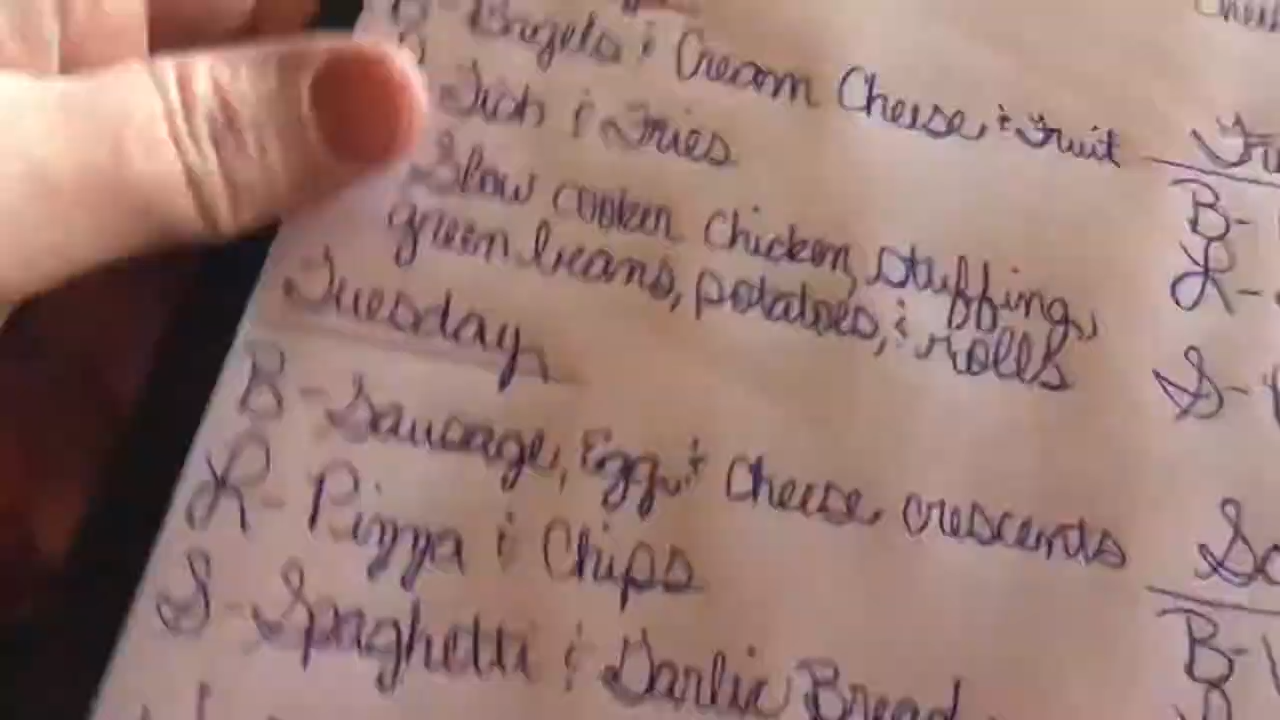 B- Bagels & Cream Cheese & Fruit
Fish & Fries
Slow cooker chicken, stuffing,
green beans, potatoes, & rolls
Tuesday
B- Sausage, Egg, & Cheese crescents
L- Pizza & Chips
S- Spaghetti & Garlic Bread
B-
L-
S-
B-